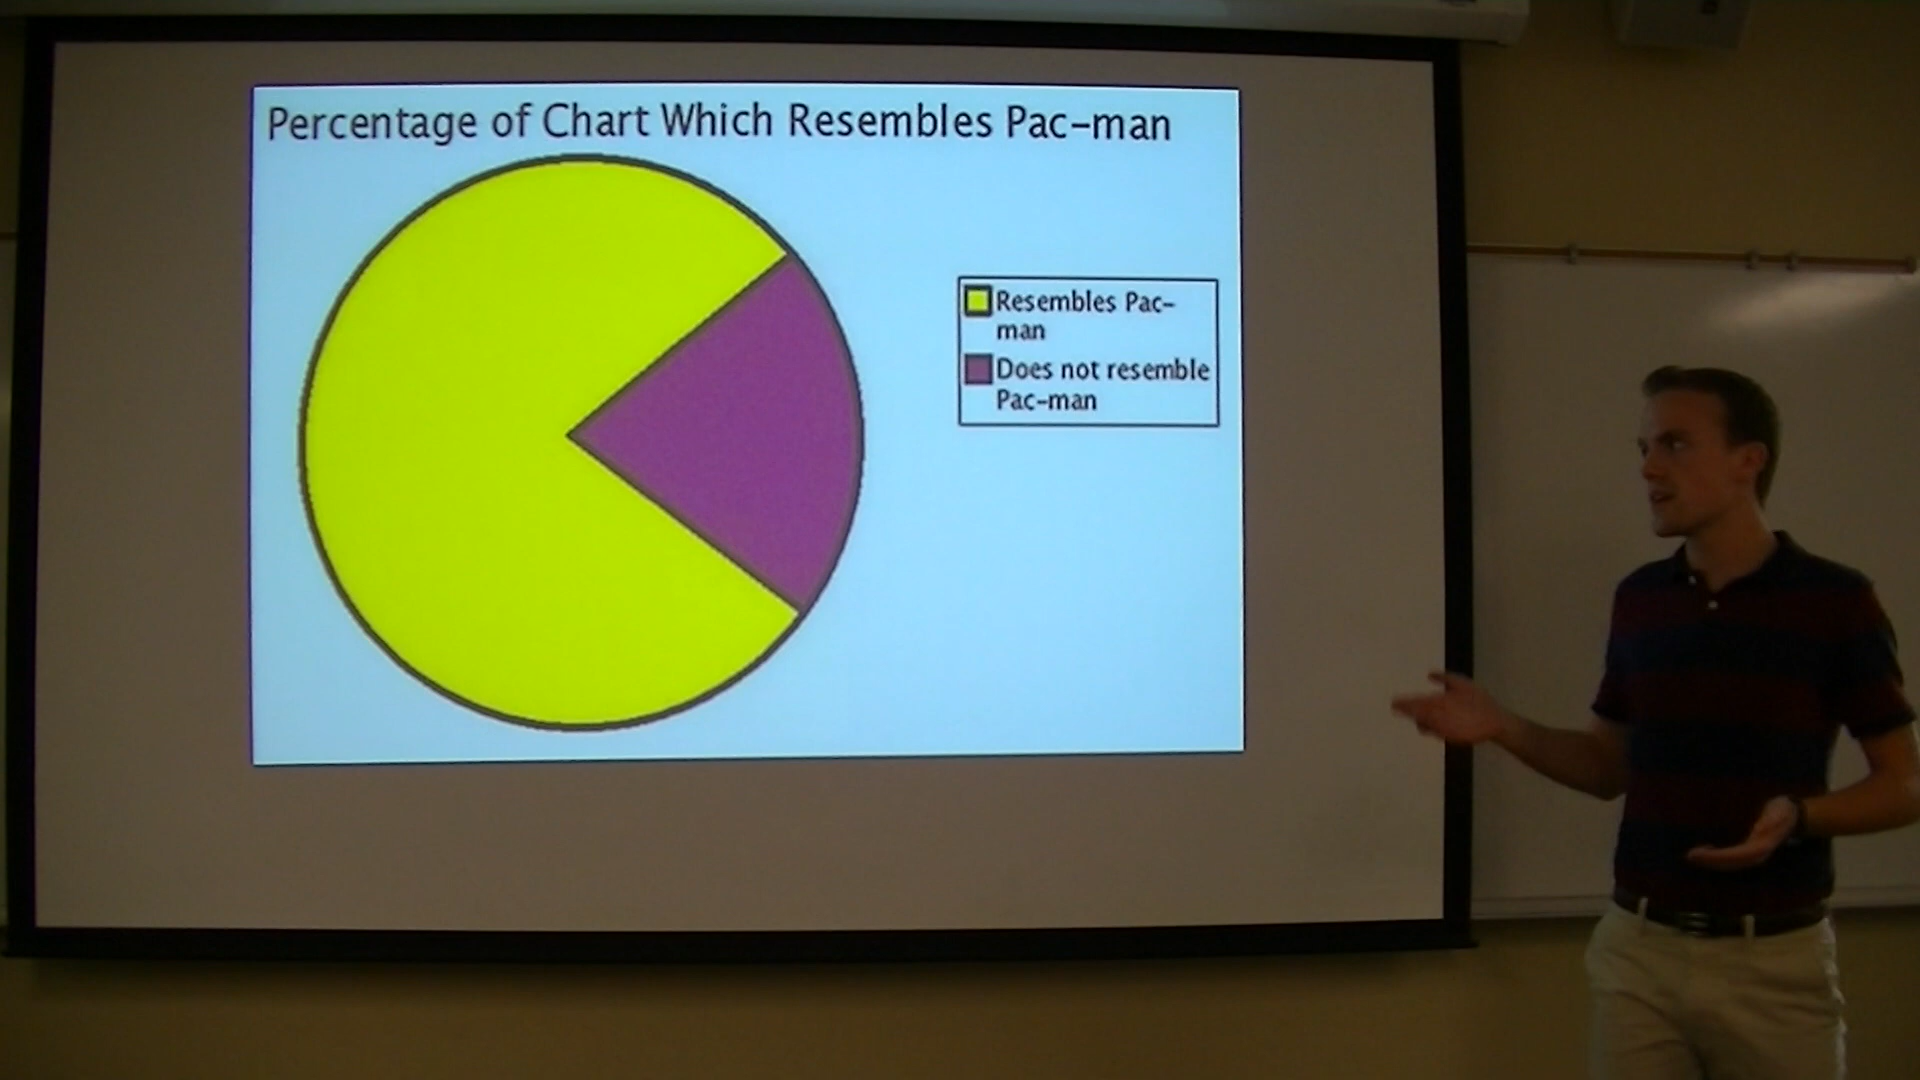 Percentage of Chart Which Resembles Pac-man
Resembles Pac-
man
Does not resemble
Pac-man